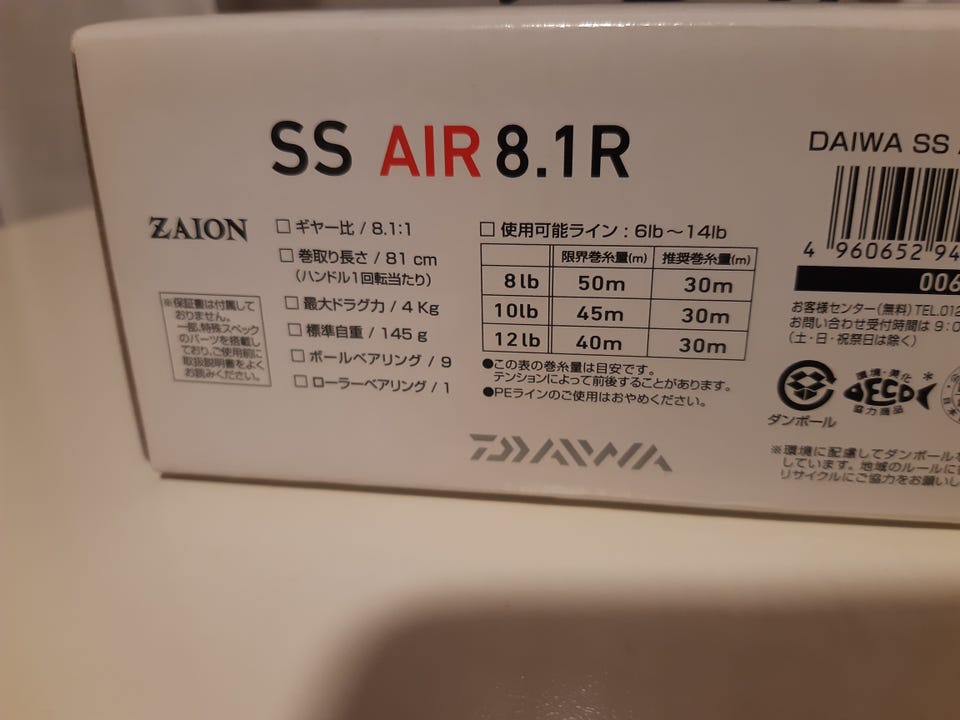 SS AIR 8.1R
ZAION
※保証書は付属して
おりません。
一部、特殊スペック
のパーツを搭載し
ており、ご使用前に
取扱説明書をよく
お読みください。
□ ギヤー比 / 8.1:1
□ 巻取り長さ / 81 cm
(ハンドル1回転当たり)
□ 最大ドラグ力 / 4 Kg
□ 標準自重 / 145 g
□ ボールベアリング / 9
□ ローラーベアリング / 1
□ 使用可能ライン:6lb~14lb
限界巻糸量(m) 推奨巻糸量(m)
8lb 50m 30m
10lb 45m 30m
12lb 40m 30m
●この表の巻糸量は目安です。
テンションによって前後することがあります。
●PEラインのご使用はおやめください。
DAIWA
DAIWA SS
4 960652 94
006
お客様センター(無料)TEL.012
お問い合わせ受付時間は9:0
(土・日・祝祭日は除く)
ダンボール
環境・美化
DECO
協力商品
※環境に配慮してダンボールを
しています。地域のルールに
リサイクルにご協力をお願いし